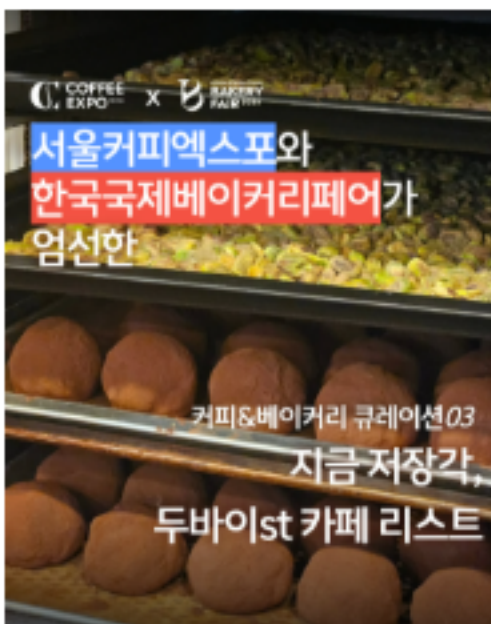 COFFEE EXPO x BAKERY FAIR
서울커피엑스포와
한국국제베이커리페어가
엄선한
커피&베이커리 큐레이션03
지금 저장각,
두바이st 카페 리스트